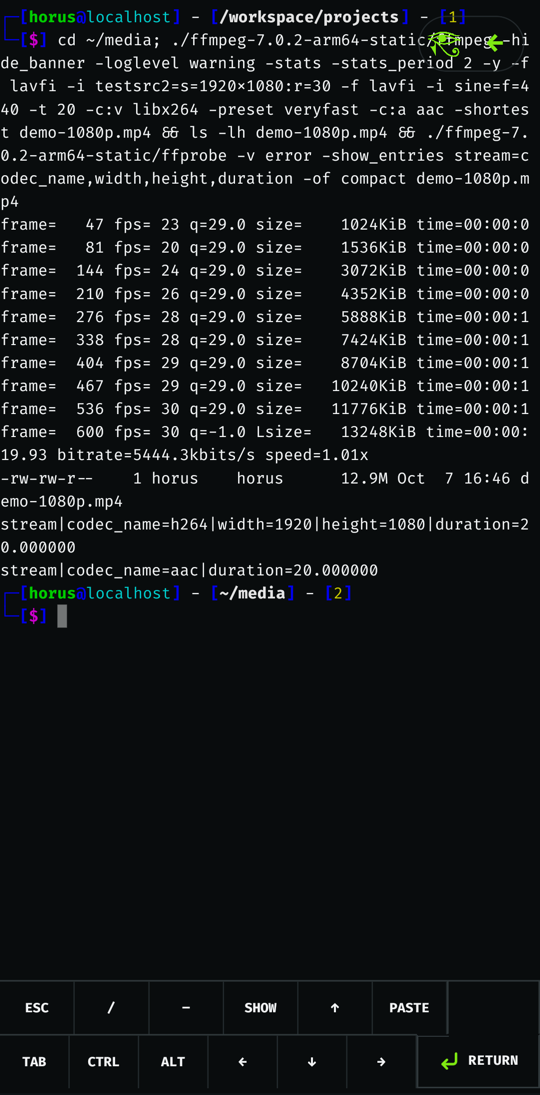 ┌─[horus@localhost] - [/workspace/projects] - [1]
└─[$] cd ~/media; ./ffmpeg-7.0.2-arm64-static/ffmpeg -hi
de_banner -loglevel warning -stats -stats_period 2 -y -f
lavfi -i testsrc2=s=1920×1080:r=30 -f lavfi -i sine=f=4
40 -t 20 -c:v libx264 -preset veryfast -c:a aac -shortes
t demo-1080p.mp4 && ls -lh demo-1080p.mp4 && ./ffmpeg-7.
0.2-arm64-static/ffprobe -v error -show_entries stream=c
odec_name,width,height,duration -of compact demo-1080p.m
p4
frame=   47 fps= 23 q=29.0 size=    1024KiB time=00:00:0
frame=   81 fps= 20 q=29.0 size=    1536KiB time=00:00:0
frame=  144 fps= 24 q=29.0 size=    3072KiB time=00:00:0
frame=  210 fps= 26 q=29.0 size=    4352KiB time=00:00:0
frame=  276 fps= 28 q=29.0 size=    5888KiB time=00:00:1
frame=  338 fps= 28 q=29.0 size=    7424KiB time=00:00:1
frame=  404 fps= 29 q=29.0 size=    8704KiB time=00:00:1
frame=  467 fps= 29 q=29.0 size=   10240KiB time=00:00:1
frame=  536 fps= 30 q=29.0 size=   11776KiB time=00:00:1
frame=  600 fps= 30 q=-1.0 Lsize=   13248KiB time=00:00:
19.93 bitrate=5444.3kbits/s speed=1.01x
-rw-rw-r--    1 horus    horus      12.9M Oct  7 16:46 d
emo-1080p.mp4
stream|codec_name=h264|width=1920|height=1080|duration=2
0.000000
stream|codec_name=aac|duration=20.000000
┌─[horus@localhost] - [~/media] - [2]
└─[$]
ESC / − SHOW ↑ PASTE
TAB CTRL ALT ← ↓ → RETURN